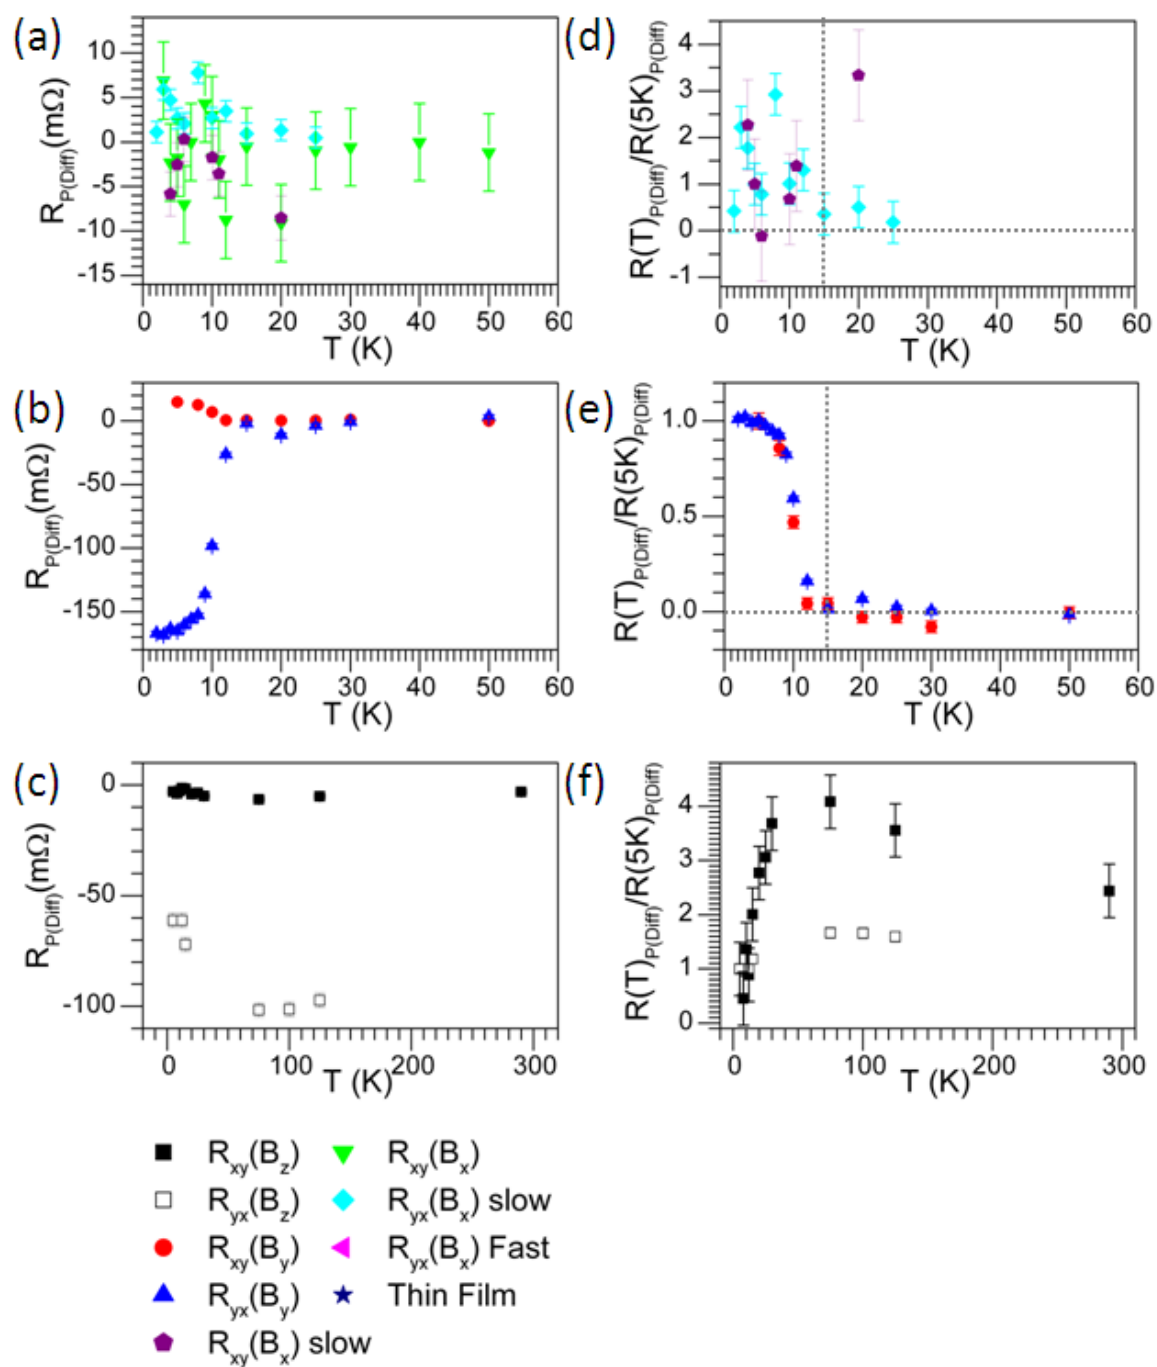 (a)
R_P(Diff)(mΩ)
10
5
0
-5
-10
-15
0 10 20 30 40 50 60
T (K)
(d)
R(T)_P(Diff)/R(5K)_P(Diff)
4
3
2
1
0
-1
0 10 20 30 40 50 60
T (K)
(b)
R_P(Diff)(mΩ)
0
-50
-100
-150
0 10 20 30 40 50 60
T (K)
(e)
R(T)_P(Diff)/R(5K)_P(Diff)
1.0
0.5
0.0
0 10 20 30 40 50 60
T (K)
(c)
R_P(Diff)(mΩ)
0
-50
-100
0 100 200 300
T (K)
(f)
R(T)_P(Diff)/R(5K)_P(Diff)
4
3
2
1
0
0 100 200 300
T (K)
R_xy(B_z)
R_yx(B_z)
R_xy(B_y)
R_yx(B_y)
R_xy(B_x) slow
R_xy(B_x)
R_yx(B_x) slow
R_yx(B_x) Fast
Thin Film